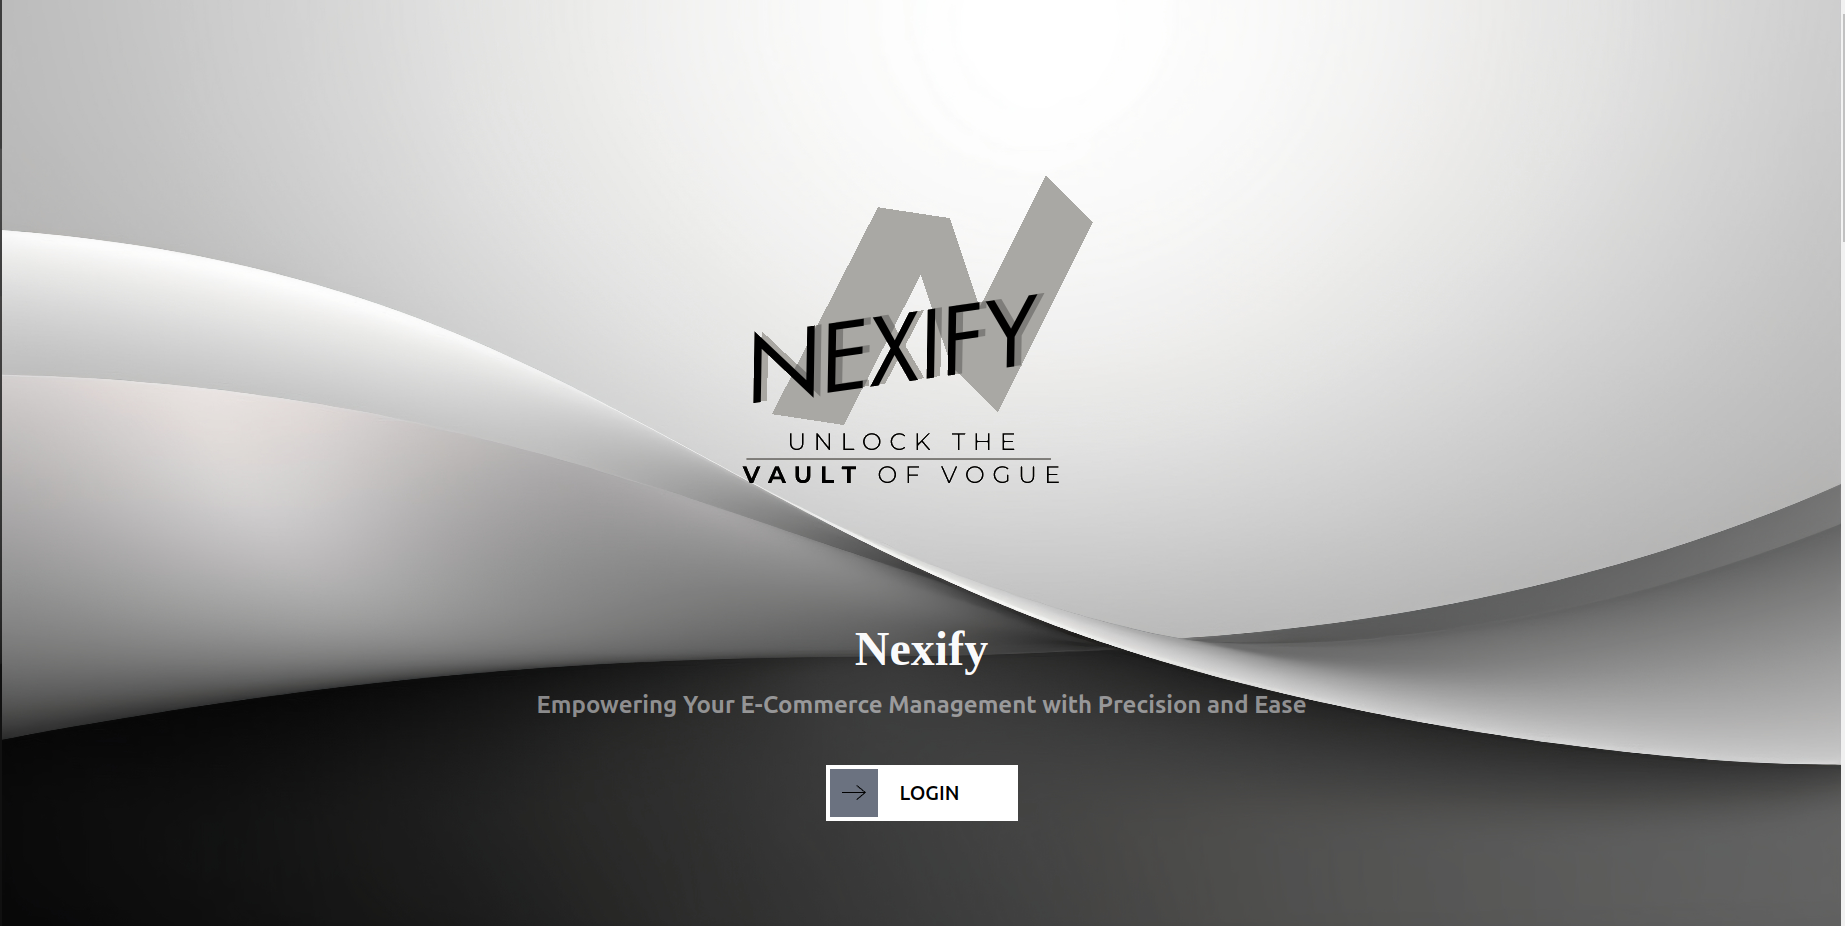 NEXIFY
UNLOCK THE
VAULT OF VOGUE
Nexify
Empowering Your E-Commerce Management with Precision and Ease
LOGIN